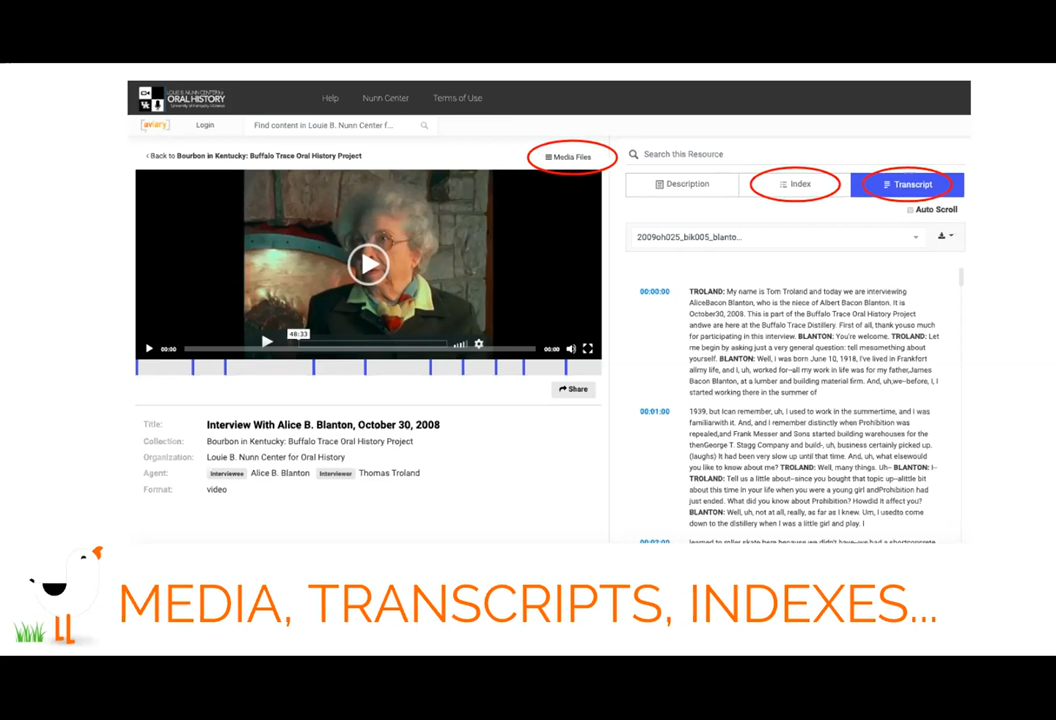 LOUIE B. NUNN CENTER for
ORAL HISTORY
Help Nunn Center Terms of Use
[aviary] Login Find content in Louie B. Nunn Center f...
‹ Back to Bourbon in Kentucky: Buffalo Trace Oral History Project
Media Files
48:33
00:00 00:00
Share
Title: Interview With Alice B. Blanton, October 30, 2008
Collection: Bourbon in Kentucky: Buffalo Trace Oral History Project
Organization: Louie B. Nunn Center for Oral History
Agent: Interviewee Alice B. Blanton Interviewer Thomas Troland
Format: video
Search this Resource
Description Index Transcript
Auto Scroll
2009oh025_bik005_blanto...
00:00:00 TROLAND: My name is Tom Troland and today we are interviewing
AliceBacon Blanton, who is the niece of Albert Bacon Blanton. It is
October30, 2008. This is part of the Buffalo Trace Oral History Project
andwe are here at the Buffalo Trace Distillery. First of all, thank youso much
for participating in this interview. BLANTON: You're welcome. TROLAND: Let
me begin by asking just a very general question: tell mesomething about
yourself. BLANTON: Well, I was born June 10, 1918, I've lived in Frankfort
allmy life, and I, uh, worked for–all my life in work was for my father,James
Bacon Blanton, at a lumber and building material firm. And, uh,we–before, I, I
started working there in the summer of
00:01:00 1939, but Ican remember, uh, I used to work in the summertime, and I was
familiarwith it. And, and I remember distinctly when Prohibition was
repealed,and Frank Messer and Sons started building warehouses for the
thenGeorge T. Stagg Company and build-, uh, business certainly picked up.
(laughs) It had been very slow up until that time. And, uh, what elsewould
you like to know about me? TROLAND: Well, many things. Uh– BLANTON: I–
TROLAND: Tell us a little about–since you bought that topic up–alittle bit
about this time in your life when you were a young girl andProhibition had
just ended. What did you know about Prohibition? Howdid it affect you?
BLANTON: Well, uh, not at all, really, as far as I knew. Um, I usedto come
down to the distillery when I was a little girl and play. I
00:02:00 learned to roller skate here because we didn't have–we had a shortconcrete
MEDIA, TRANSCRIPTS, INDEXES...